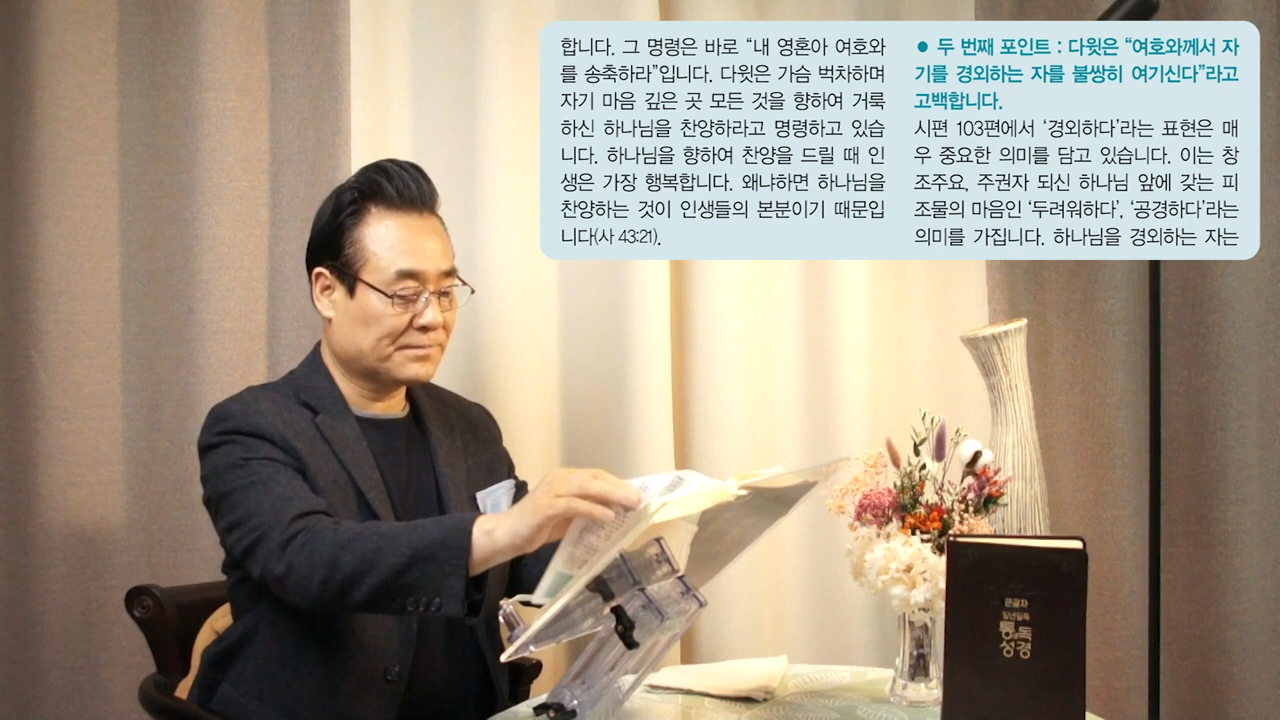 합니다. 그 명령은 바로 “내 영혼아 여호와
를 송축하라”입니다. 다윗은 가슴 벅차하며
자기 마음 깊은 곳 모든 것을 향하여 거룩
하신 하나님을 찬양하라고 명령하고 있습
니다. 하나님을 향하여 찬양을 드릴 때 인
생은 가장 행복합니다. 왜냐하면 하나님을
찬양하는 것이 인생들의 본분이기 때문입
니다(사 43:21).
● 두 번째 포인트 : 다윗은 “여호와께서 자
기를 경외하는 자를 불쌍히 여기신다”라고
고백합니다.
시편 103편에서 ‘경외하다’라는 표현은 매
우 중요한 의미를 담고 있습니다. 이는 창
조주요, 주권자 되신 하나님 앞에 갖는 피
조물의 마음인 ‘두려워하다’, ‘공경하다’라는
의미를 가집니다. 하나님을 경외하는 자는
큰글자
일년일독
통독
성경